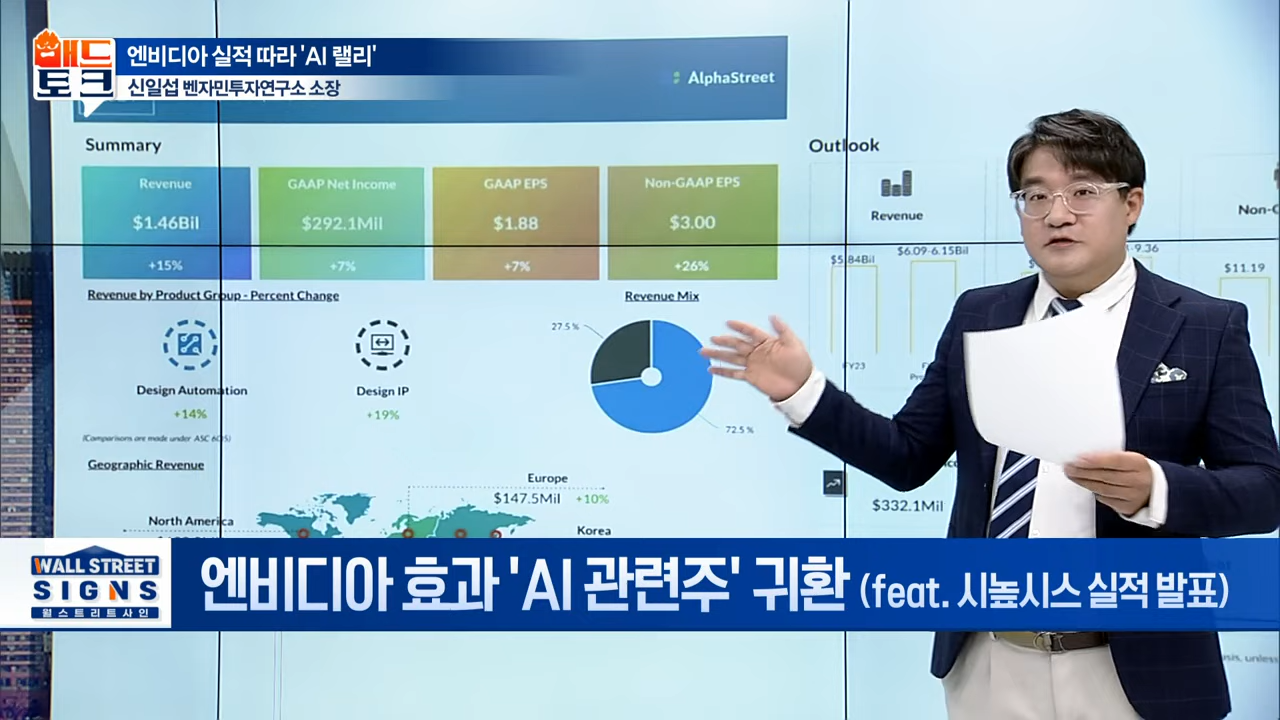 매드
토크
엔비디아 실적 따라 'AI 랠리'
신일섭 벤자민투자연구소 소장
AlphaStreet
Summary
Revenue
$1.46Bil
+15%
GAAP Net Income
$292.1Mil
+7%
GAAP EPS
$1.88
+7%
Non-GAAP EPS
$3.00
+26%
Outlook
Revenue
$5.84Bil
$6.09-6.15Bil
FY23
9.36
$11.19
$332.1Mil
Revenue by Product Group - Percent Change
Design Automation
+14%
Design IP
+19%
(Comparisons are made under ASC 605)
Revenue Mix
27.5 %
72.5 %
Geographic Revenue
North America
Europe
$147.5Mil +10%
Korea
WALL STREET
SIGNS
월스트리트사인
엔비디아 효과 'AI 관련주' 귀환 (feat. 시높시스 실적 발표)
unless